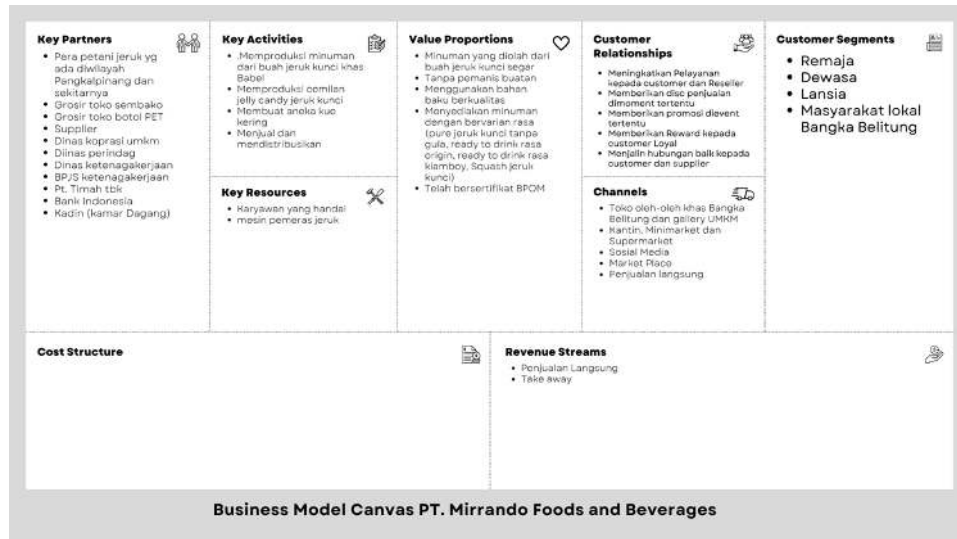 Key Partners
Para petani jeruk yg
ada diwilayah
Pangkalpinang dan
sekitarnya
Grosir toko sembako
Grosir toko botol PET
Supplier
Dinas koprasi umkm
Diinas perindag
Dinas ketenagakerjaan
BPJS ketenagakerjaan
Pt. Timah tbk
Bank Indonesia
Kadin (kamar Dagang)
Key Activities
.Memproduksi minuman
dari buah jeruk kunci khas
Babel
Memproduksi cemilan
jelly candy jeruk kunci
Membuat aneka kue
kering
Menjual dan
mendistribusikan
Key Resources
Karyawan yang handal
mesin pemeras jeruk
Value Proportions
Minuman yang diolah dari
buah jeruk kunci segar
Tanpa pemanis buatan
Menggunakan bahan
baku berkualitas
Menyediakan minuman
dengan bervarian rasa
(pure jeruk kunci tanpa
gula, ready to drink rasa
origin, ready to drink rasa
kiamboy, Squash jeruk
kunci)
Telah bersertifikat BPOM
Customer
Relationships
Meningkatkan Pelayanan
kepada customer dan Reseller
Memberikan disc penjualan
dimoment tertentu
Memberikan promosi dievent
tertentu
Memberikan Reward kepada
customer Loyal
Menjalin hubungan baik kepada
customer dan supplier
Channels
Toko oleh-oleh khas Bangka
Belitung dan gallery UMKM
Kantin, Minimarket dan
Supermarket
Sosial Media
Market Place
Penjualan langsung
Customer Segments
Remaja
Dewasa
Lansia
Masyarakat lokal
Bangka Belitung
Cost Structure
Revenue Streams
Penjualan Langsung
Take away
Business Model Canvas PT. Mirrando Foods and Beverages